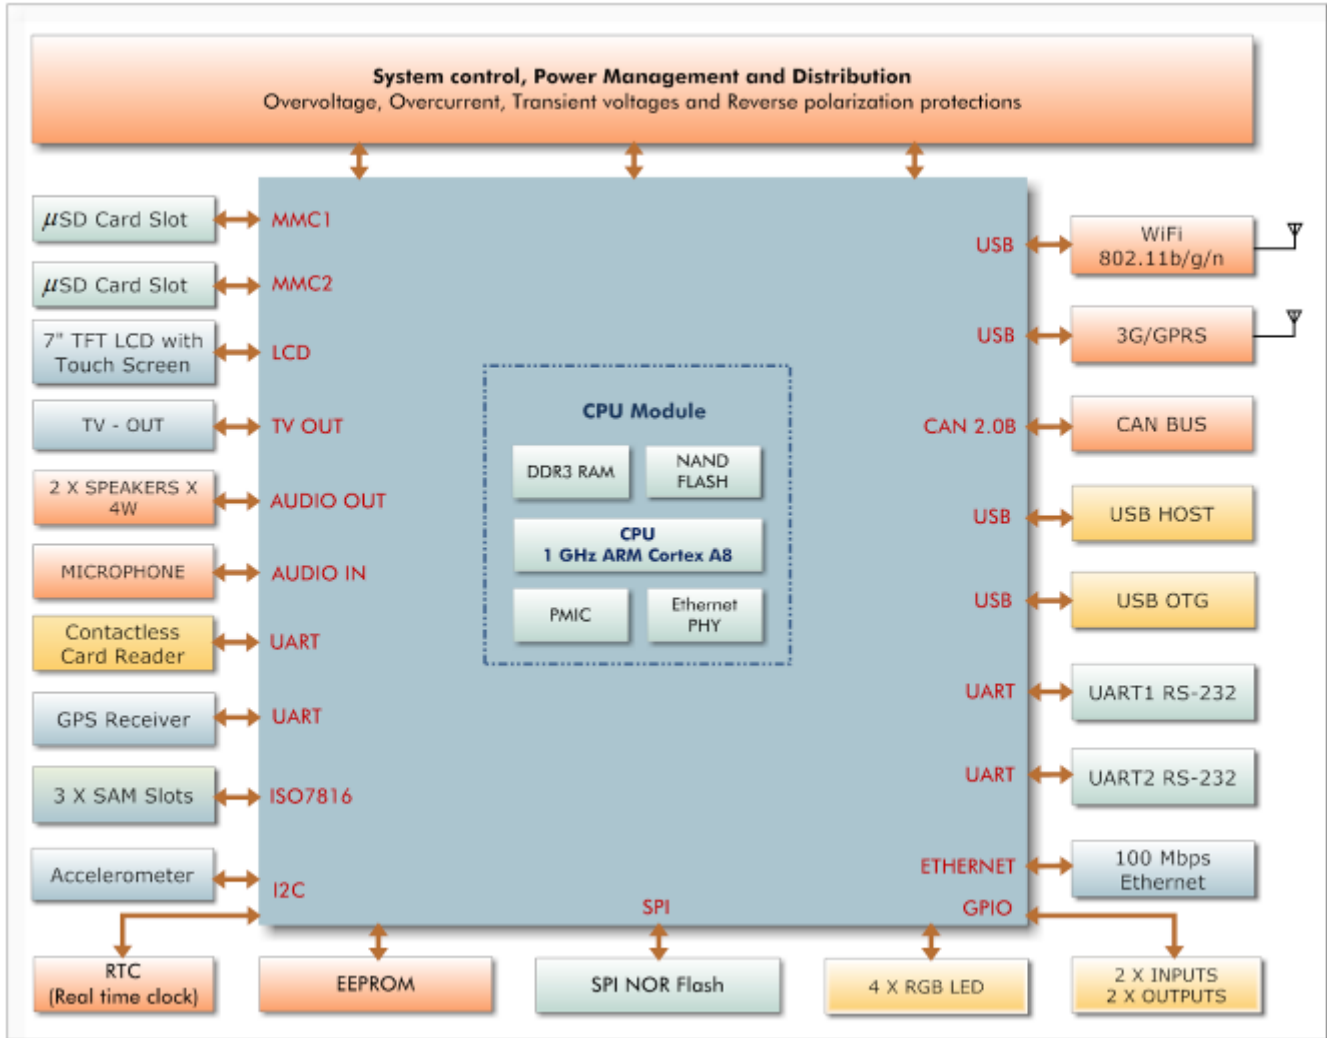 System control, Power Management and Distribution
Overvoltage, Overcurrent, Transient voltages and Reverse polarization protections
µSD Card Slot
MMC1
µSD Card Slot
MMC2
7" TFT LCD with
Touch Screen
LCD
TV - OUT
TV OUT
2 X SPEAKERS X
4W
AUDIO OUT
MICROPHONE
AUDIO IN
Contactless
Card Reader
UART
GPS Receiver
UART
3 X SAM Slots
ISO7816
Accelerometer
I2C
CPU Module
DDR3 RAM
NAND
FLASH
CPU
1 GHz ARM Cortex A8
PMIC
Ethernet
PHY
USB
WiFi
802.11b/g/n
USB
3G/GPRS
CAN 2.0B
CAN BUS
USB
USB HOST
USB
USB OTG
UART
UART1 RS-232
UART
UART2 RS-232
ETHERNET
100 Mbps
Ethernet
SPI
GPIO
RTC
(Real time clock)
EEPROM
SPI NOR Flash
4 X RGB LED
2 X INPUTS
2 X OUTPUTS